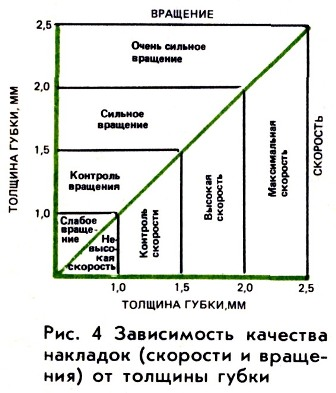 ВРАЩЕНИЕ
2,5
Очень сильное
вращение
2,0
Сильное
вращение
1,5
Контроль
вращения
1,0
Слабое
враще-
ние
Не-
высо-
кая
скорость
Контроль
скорости
Высокая
скорость
Максимальная
скорость
СКОРОСТЬ
ТОЛЩИНА ГУБКИ, ММ
1,0
1,5
2,0
2,5
ТОЛЩИНА ГУБКИ,ММ
Рис. 4 Зависимость качества
накладок (скорости и враще-
ния) от толщины губки